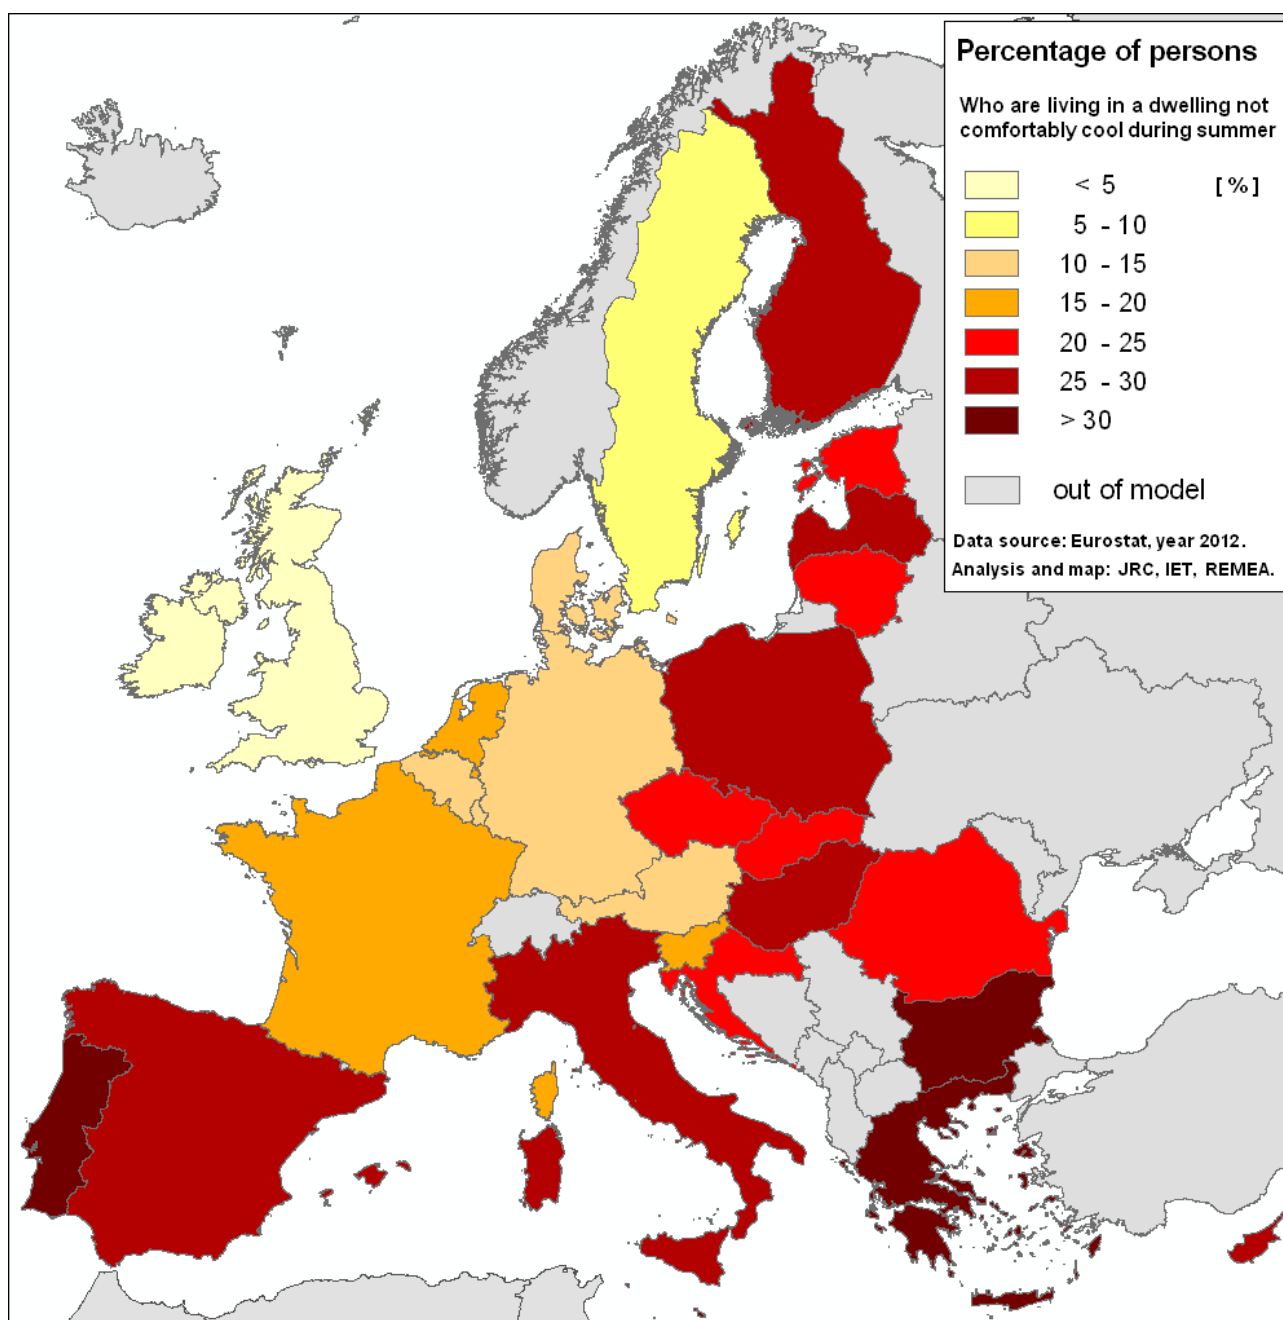 Percentage of persons
Who are living in a dwelling not
comfortably cool during summer
< 5 [ % ]
5 - 10
10 - 15
15 - 20
20 - 25
25 - 30
> 30
out of model
Data source: Eurostat, year 2012.
Analysis and map: JRC, IET, REMEA.